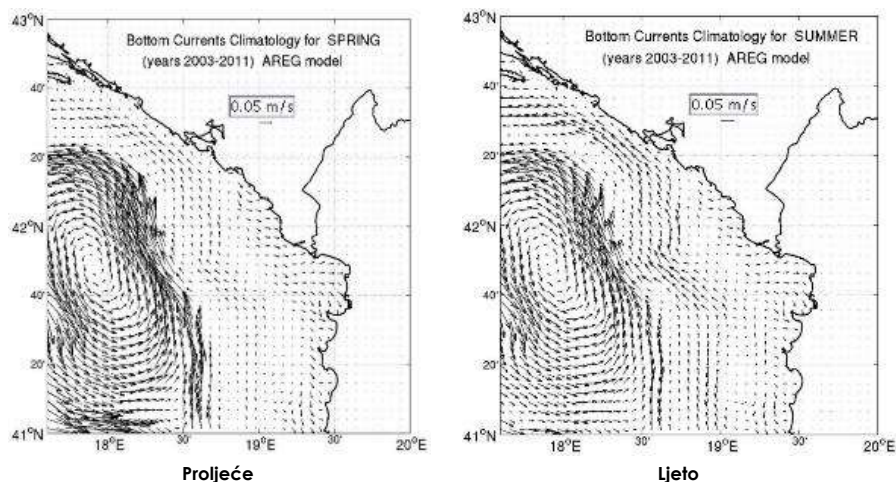 Bottom Currents Climatology for SPRING
(years 2003-2011) AREG model
0.05 m/s
43°N
40'
20'
42°N
40'
20'
41°N
18°E
30'
19°E
30'
20°E
Proljeće
Bottom Currents Climatology for SUMMER
(years 2003-2011) AREG model
0.05 m/s
43°N
40'
20'
42°N
40'
20'
41°N
18°E
30'
19°E
30'
20°E
Ljeto